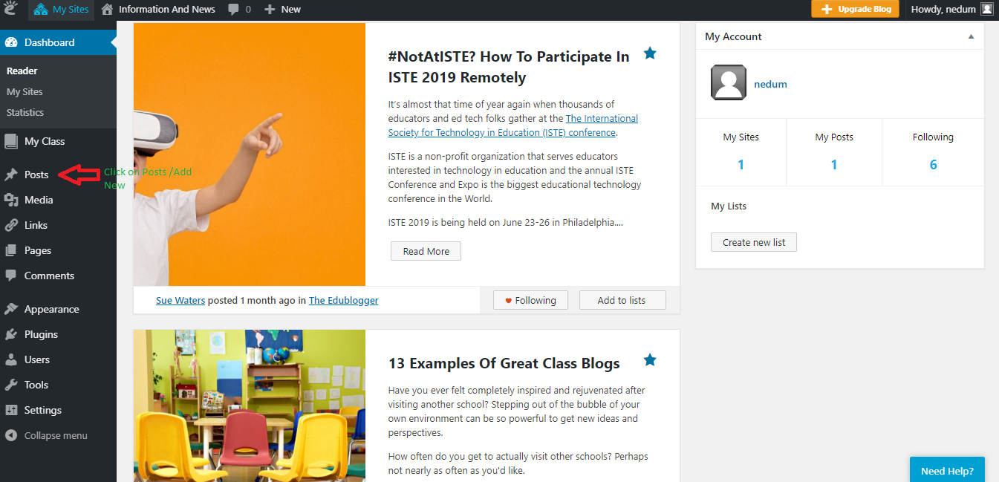 My Sites
Information And News
0
New
Upgrade Blog
Howdy, nedum
Dashboard
Reader
My Sites
Statistics
My Class
Posts
Media
Links
Pages
Comments
Appearance
Plugins
Users
Tools
Settings
Collapse menu
Click on Posts /Add
New
#NotAtISTE? How To Participate In
ISTE 2019 Remotely
It's almost that time of year again when thousands of
educators and ed tech folks gather at the The International
Society for Technology in Education (ISTE) conference.
ISTE is a non-profit organization that serves educators
interested in technology in education and the annual ISTE
Conference and Expo is the biggest educational technology
conference in the World.
ISTE 2019 is being held on June 23-26 in Philadelphia....
Read More
Sue Waters posted 1 month ago in The Edublogger
Following
Add to lists
13 Examples Of Great Class Blogs
Have you ever felt completely inspired and rejuvenated after
visiting another school? Stepping out of the bubble of your
own environment can be so powerful to get new ideas and
perspectives.
How often do you get to actually visit other schools? Perhaps
not nearly as often as you'd like.
My Account
nedum
My Sites
1
My Posts
1
Following
6
My Lists
Create new list
Need Help?